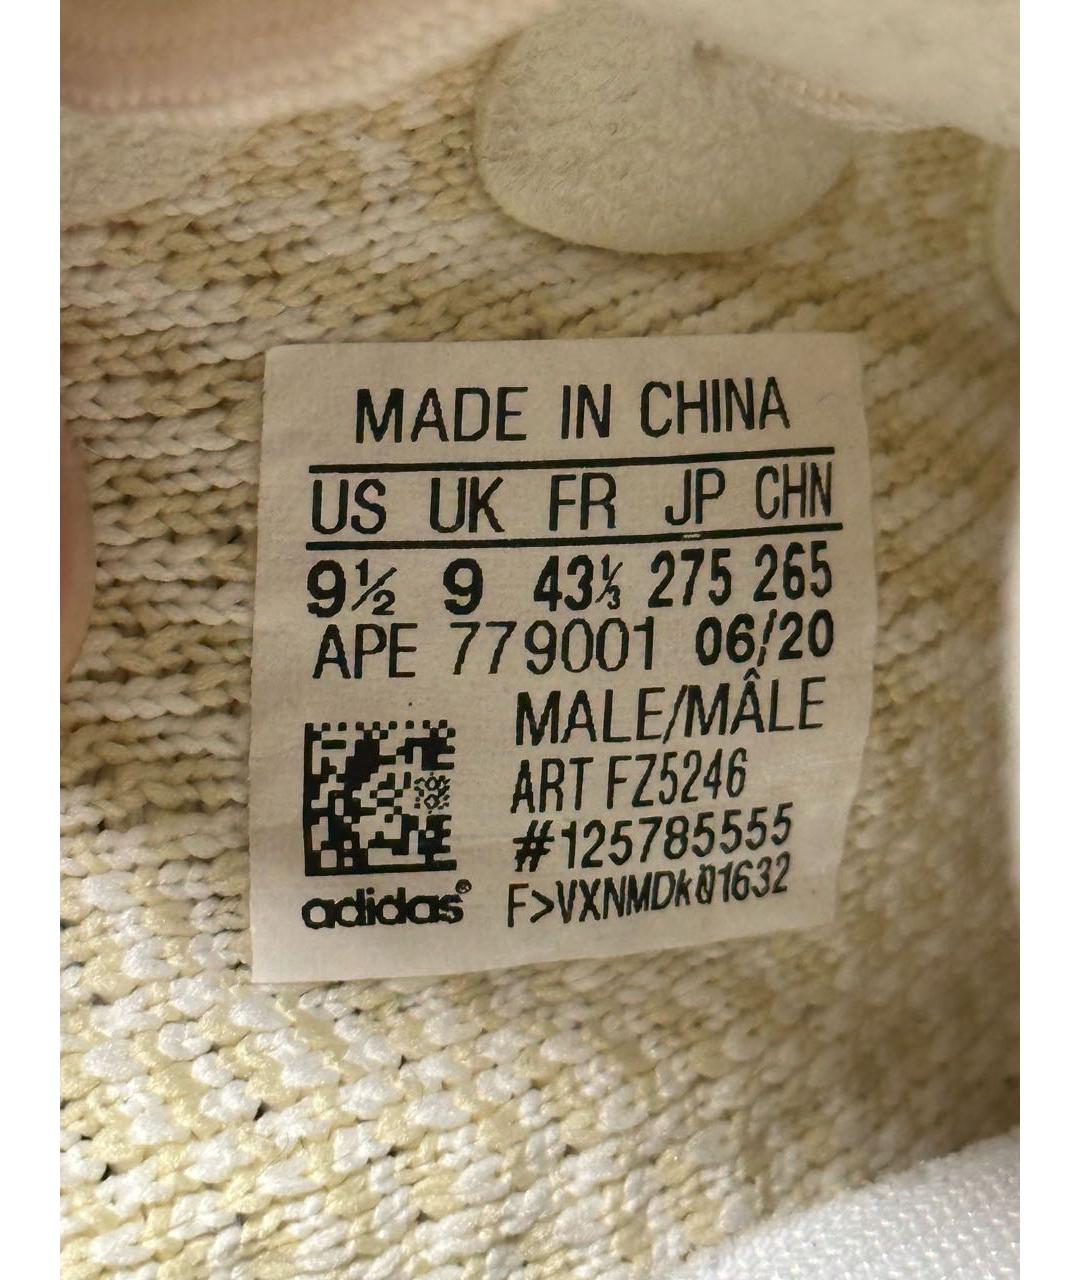 MADE IN CHINA
US UK FR JP CHN
9½ 9 43⅓ 275 265
APE 779001 06/20
MALE/MÂLE
ART FZ5246
#125785555
adidas®